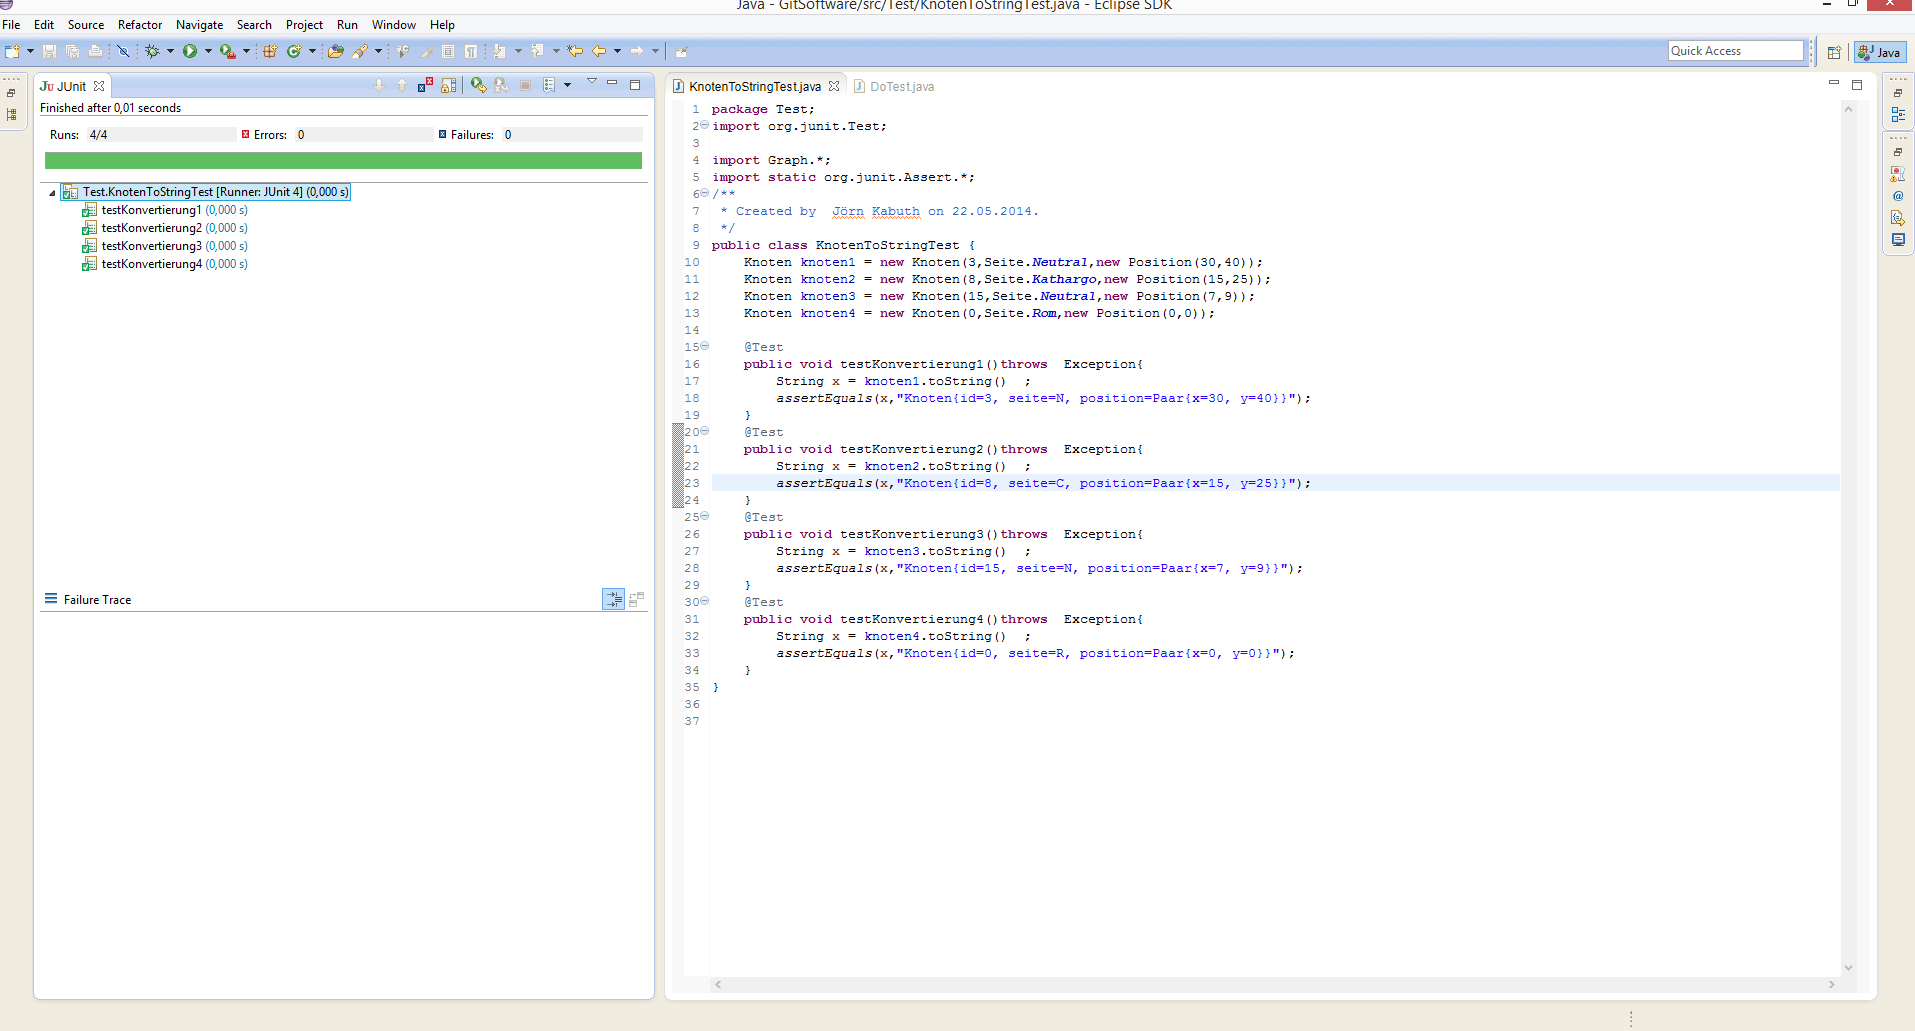 Java - GitSoftware/src/Test/KnotenToStringTest.java - Eclipse SDK
File Edit Source Refactor Navigate Search Project Run Window Help
Quick Access
Java
JUnit
Finished after 0,01 seconds
Runs: 4/4 Errors: 0 Failures: 0
Test.KnotenToStringTest [Runner: JUnit 4] (0,000 s)
testKonvertierung1 (0,000 s)
testKonvertierung2 (0,000 s)
testKonvertierung3 (0,000 s)
testKonvertierung4 (0,000 s)
Failure Trace
KnotenToStringTest.java DoTest.java
1 package Test;
2 import org.junit.Test;
3
4 import Graph.*;
5 import static org.junit.Assert.*;
6 /**
7 * Created by  Jörn Kabuth on 22.05.2014.
8 */
9 public class KnotenToStringTest {
10 Knoten knoten1 = new Knoten(3,Seite.Neutral,new Position(30,40));
11 Knoten knoten2 = new Knoten(8,Seite.Kathargo,new Position(15,25));
12 Knoten knoten3 = new Knoten(15,Seite.Neutral,new Position(7,9));
13 Knoten knoten4 = new Knoten(0,Seite.Rom,new Position(0,0));
14
15 @Test
16 public void testKonvertierung1()throws  Exception{
17 String x = knoten1.toString()  ;
18 assertEquals(x,"Knoten{id=3, seite=N, position=Paar{x=30, y=40}}");
19 }
20 @Test
21 public void testKonvertierung2()throws  Exception{
22 String x = knoten2.toString()  ;
23 assertEquals(x,"Knoten{id=8, seite=C, position=Paar{x=15, y=25}}");
24 }
25 @Test
26 public void testKonvertierung3()throws  Exception{
27 String x = knoten3.toString()  ;
28 assertEquals(x,"Knoten{id=15, seite=N, position=Paar{x=7, y=9}}");
29 }
30 @Test
31 public void testKonvertierung4()throws  Exception{
32 String x = knoten4.toString()  ;
33 assertEquals(x,"Knoten{id=0, seite=R, position=Paar{x=0, y=0}}");
34 }
35 }
36
37